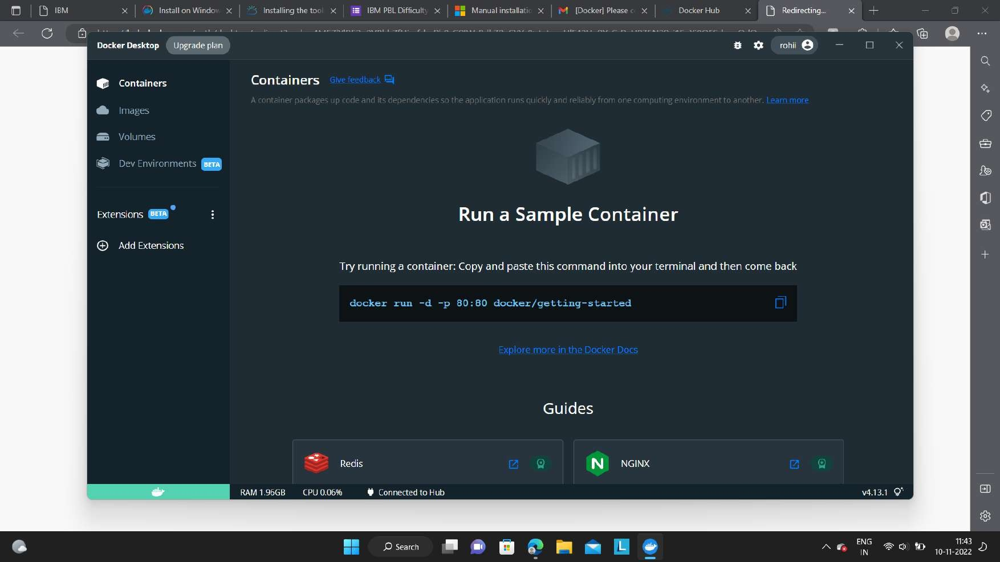 IBM
Install on Window
Installing the tool
IBM PBL Difficulty
Manual installatio
[Docker] Please c
Docker Hub
Redirecting...
Docker Desktop
Upgrade plan
rohii
Containers
Images
Volumes
Dev Environments BETA
Extensions BETA
Add Extensions
Containers Give feedback
A container packages up code and its dependencies so the application runs quickly and reliably from one computing environment to another. Learn more
Run a Sample Container
Try running a container: Copy and paste this command into your terminal and then come back
docker run -d -p 80:80 docker/getting-started
Explore more in the Docker Docs
Guides
Redis
NGINX
RAM 1.96GB CPU 0.06% Connected to Hub
v4.13.1
Search
ENG
IN
11:43
10-11-2022